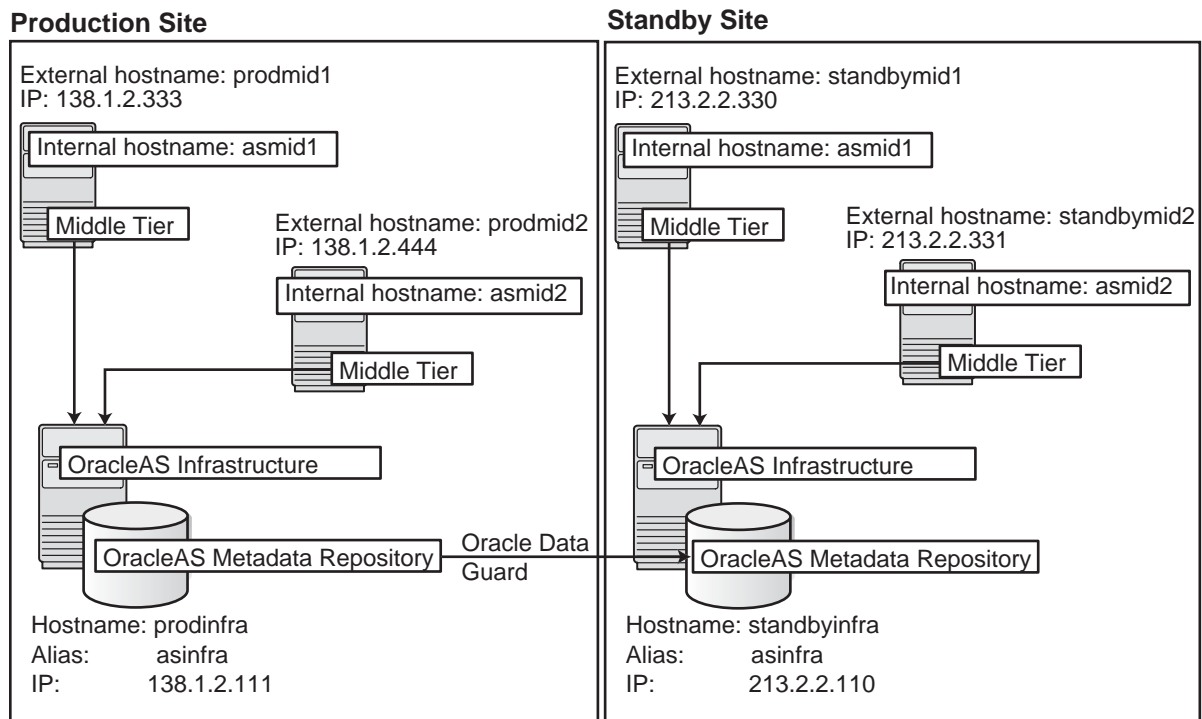 Production Site
External hostname: prodmid1
IP: 138.1.2.333
Internal hostname: asmid1
Middle Tier
External hostname: prodmid2
IP: 138.1.2.444
Internal hostname: asmid2
Middle Tier
OracleAS Infrastructure
OracleAS Metadata Repository
Oracle Data
Guard
Hostname: prodinfra
Alias: asinfra
IP: 138.1.2.111
Standby Site
External hostname: standbymid1
IP: 213.2.2.330
Internal hostname: asmid1
Middle Tier
External hostname: standbymid2
IP: 213.2.2.331
Internal hostname: asmid2
Middle Tier
OracleAS Infrastructure
OracleAS Metadata Repository
Hostname: standbyinfra
Alias: asinfra
IP: 213.2.2.110